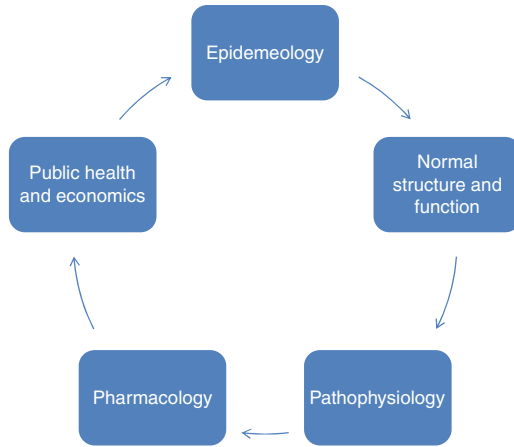 Epidemeology
Normal
structure and
function
Pathophysiology
Pharmacology
Public health
and economics